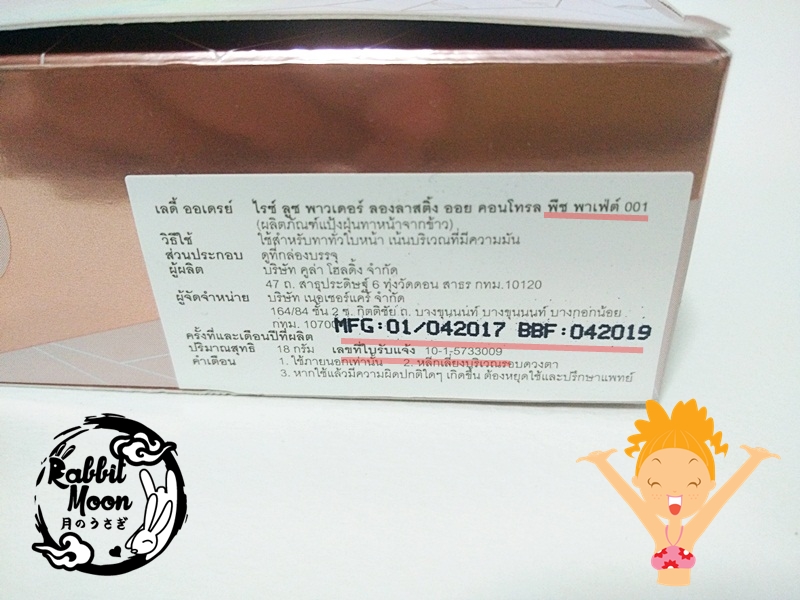 เลดี้ ออเดรย์ ไรซ์ ลูซ พาวเดอร์ ลองลาสติ้ง ออย คอนโทรล พีช พาเฟ่ต์ 001
(ผลิตภัณฑ์แป้งฝุ่นทาหน้าจากข้าว)
วิธีใช้ ใช้สำหรับทาทั่วใบหน้า เน้นบริเวณที่มีความมัน
ส่วนประกอบ ดูที่กล่องบรรจุ
ผู้ผลิต บริษัท คูล่า โฮลดิ้ง จำกัด
47 ถ. สาธุประดิษฐ์ 6 ทุ่งวัดดอน สาธร กทม.10120
ผู้จัดจำหน่าย บริษัท เนอเชอร์แคร์ จำกัด
164/84 ชั้น 2 ซ. กิตติชัย ถ. บางขุนนนท์ บางขุนนนท์ บางกอกน้อย
กทม. 10700
ครั้งที่และเดือนปีที่ผลิต MFG:01/042017 BBF:042019
ปริมาณสุทธิ 18 กรัม เลขที่ใบรับแจ้ง 10-1-5733009
คำเตือน 1. ใช้ภายนอกเท่านั้น 2. หลีกเลี่ยงบริเวณรอบดวงตา
3. หากใช้แล้วมีความผิดปกติใดๆ เกิดขึ้น ต้องหยุดใช้และปรึกษาแพทย์
Rabbit
Moon
月のうさぎ